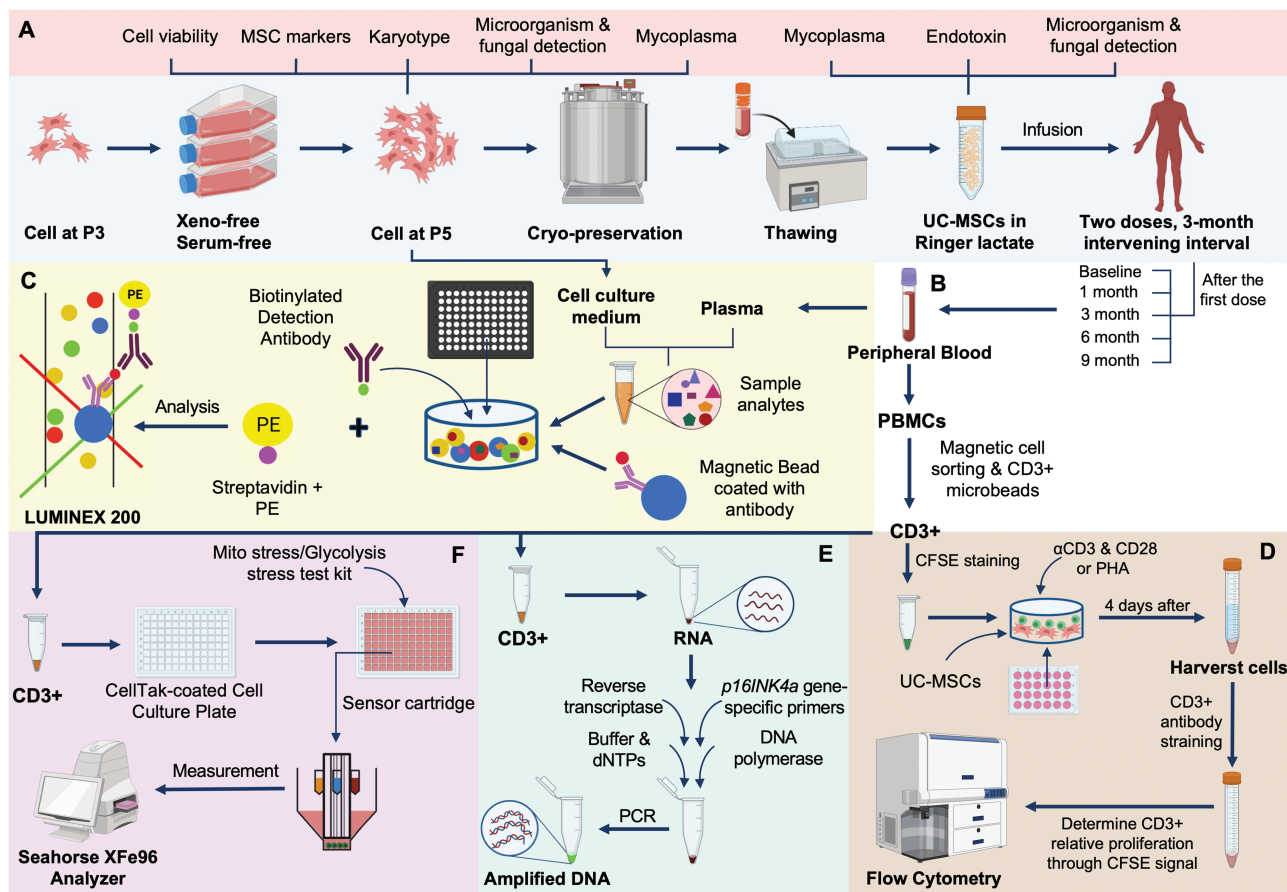 A
Cell viability
MSC markers
Karyotype
Microorganism &
fungal detection
Mycoplasma
Mycoplasma
Endotoxin
Microorganism &
fungal detection
Infusion
Cell at P3
Xeno-free
Serum-free
Cell at P5
Cryo-preservation
Thawing
UC-MSCs in
Ringer lactate
Two doses, 3-month
intervening interval
B
Baseline
1 month
3 month
6 month
9 month
After the
first dose
Peripheral Blood
PBMCs
Magnetic cell
sorting & CD3+
microbeads
CD3+
C
PE
Biotinylated
Detection
Antibody
Cell culture
medium
Plasma
Sample
analytes
Analysis
PE
+
Streptavidin +
PE
Magnetic Bead
coated with
antibody
LUMINEX 200
D
CFSE staining
αCD3 & CD28
or PHA
4 days after
UC-MSCs
Harverst cells
CD3+
antibody
straining
Determine CD3+
relative proliferation
through CFSE signal
Flow Cytometry
E
CD3+
RNA
Reverse
transcriptase
p16INK4a gene-
specific primers
Buffer &
dNTPs
DNA
polymerase
PCR
Amplified DNA
F
Mito stress/Glycolysis
stress test kit
CD3+
CellTak-coated Cell
Culture Plate
Sensor cartridge
Measurement
Seahorse XFe96
Analyzer